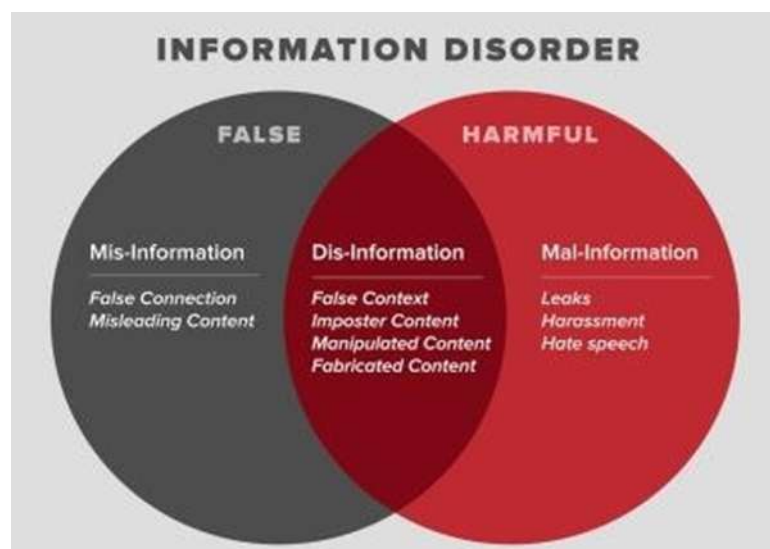 INFORMATION DISORDER
FALSE
HARMFUL
Mis-Information
False Connection
Misleading Content
Dis-Information
False Context
Imposter Content
Manipulated Content
Fabricated Content
Mal-Information
Leaks
Harassment
Hate speech